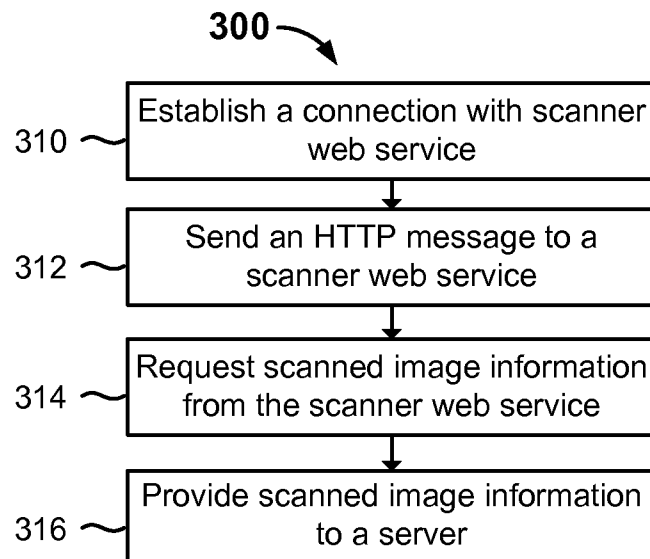 300
310
Establish a connection with scanner
web service
312
Send an HTTP message to a
scanner web service
314
Request scanned image information
from the scanner web service
316
Provide scanned image information
to a server